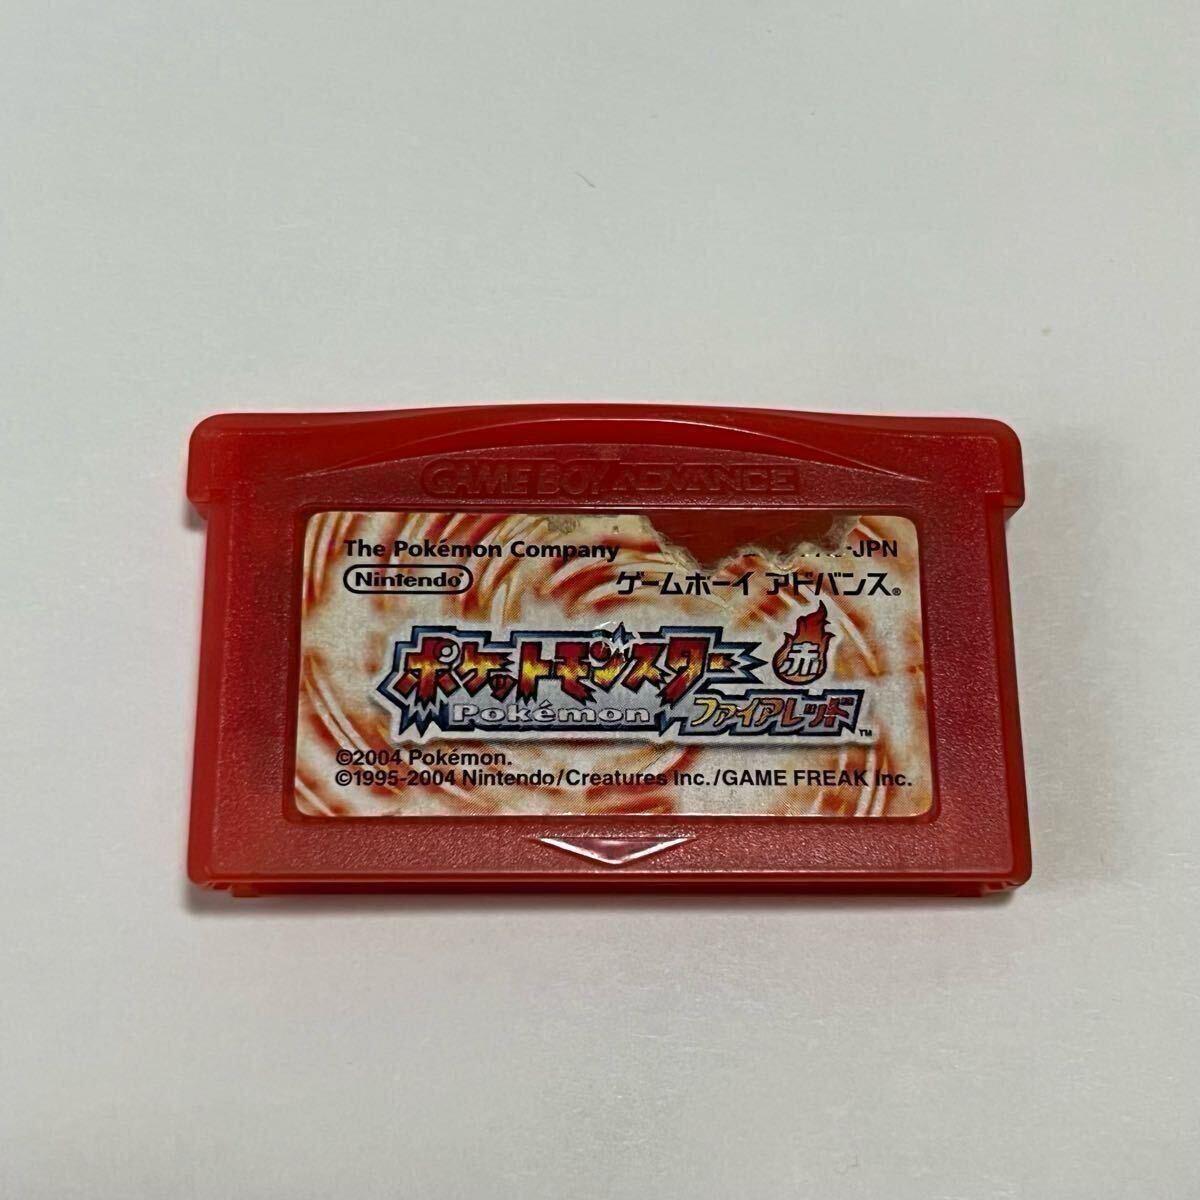 GAME BOY ADVANCE
The Pokémon Company
-JPN
Nintendo®
ゲームボーイ アドバンス®
ポケットモンスター
赤
Pokémon ファイアレッド™
©2004 Pokémon.
©1995-2004 Nintendo/Creatures Inc./GAME FREAK Inc.